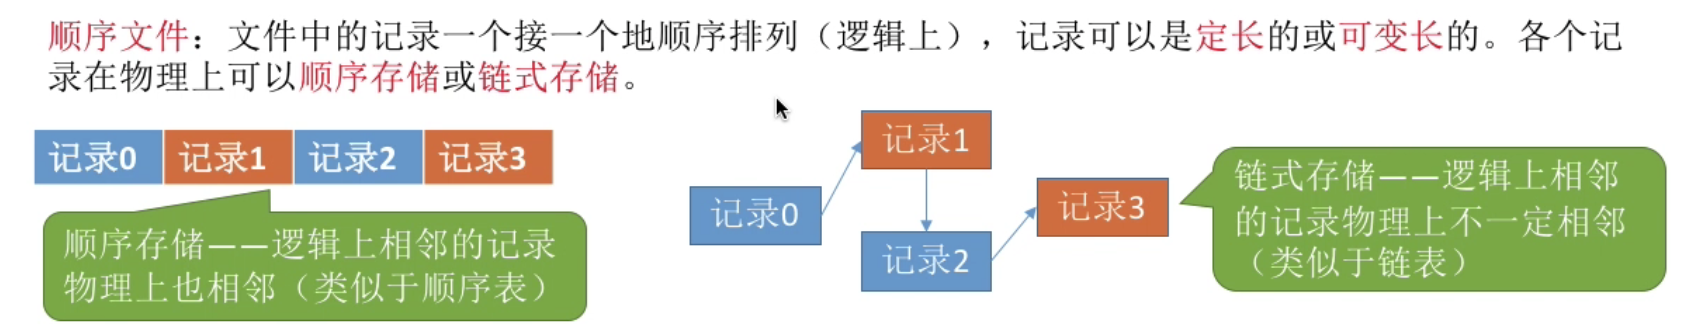 顺序文件：文件中的记录一个接一个地顺序排列（逻辑上），记录可以是定长的或可变长的。各个记
录在物理上可以顺序存储或链式存储。
记录0 记录1 记录2 记录3
顺序存储——逻辑上相邻的记录
物理上也相邻（类似于顺序表）
记录0
记录1
记录2
记录3
链式存储——逻辑上相邻
的记录物理上不一定相邻
（类似于链表）